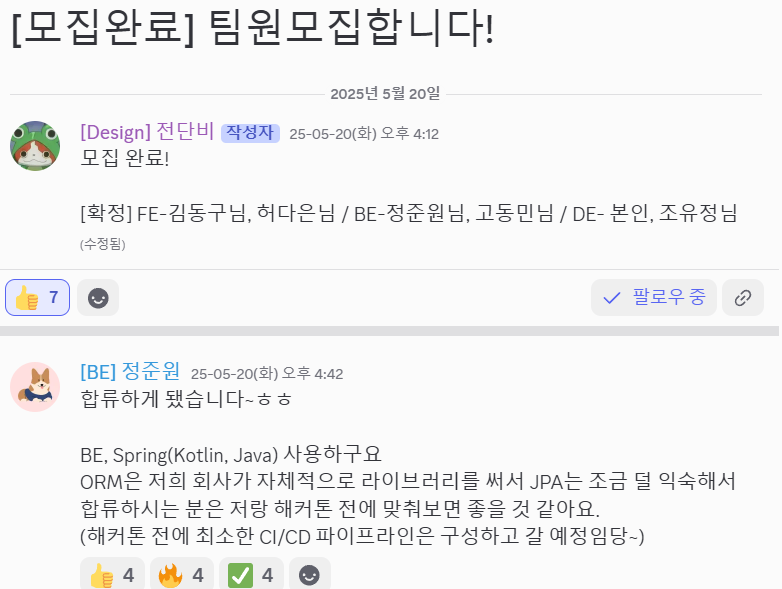 [모집완료] 팀원모집합니다!
2025년 5월 20일
[Design] 전단비 작성자 25-05-20(화) 오후 4:12
모집 완료!
[확정] FE-김동구님, 허다은님 / BE-정준원님, 고동민님 / DE- 본인, 조유정님
(수정됨)
7 팔로우 중
[BE] 정준원 25-05-20(화) 오후 4:42
합류하게 됐습니다~ㅎㅎ
BE, Spring(Kotlin, Java) 사용하구요
ORM은 저희 회사가 자체적으로 라이브러리를 써서 JPA는 조금 덜 익숙해서
합류하시는 분은 저랑 해커톤 전에 맞춰보면 좋을 것 같아요.
(해커톤 전에 최소한 CI/CD 파이프라인은 구성하고 갈 예정임당~)
4 4 4